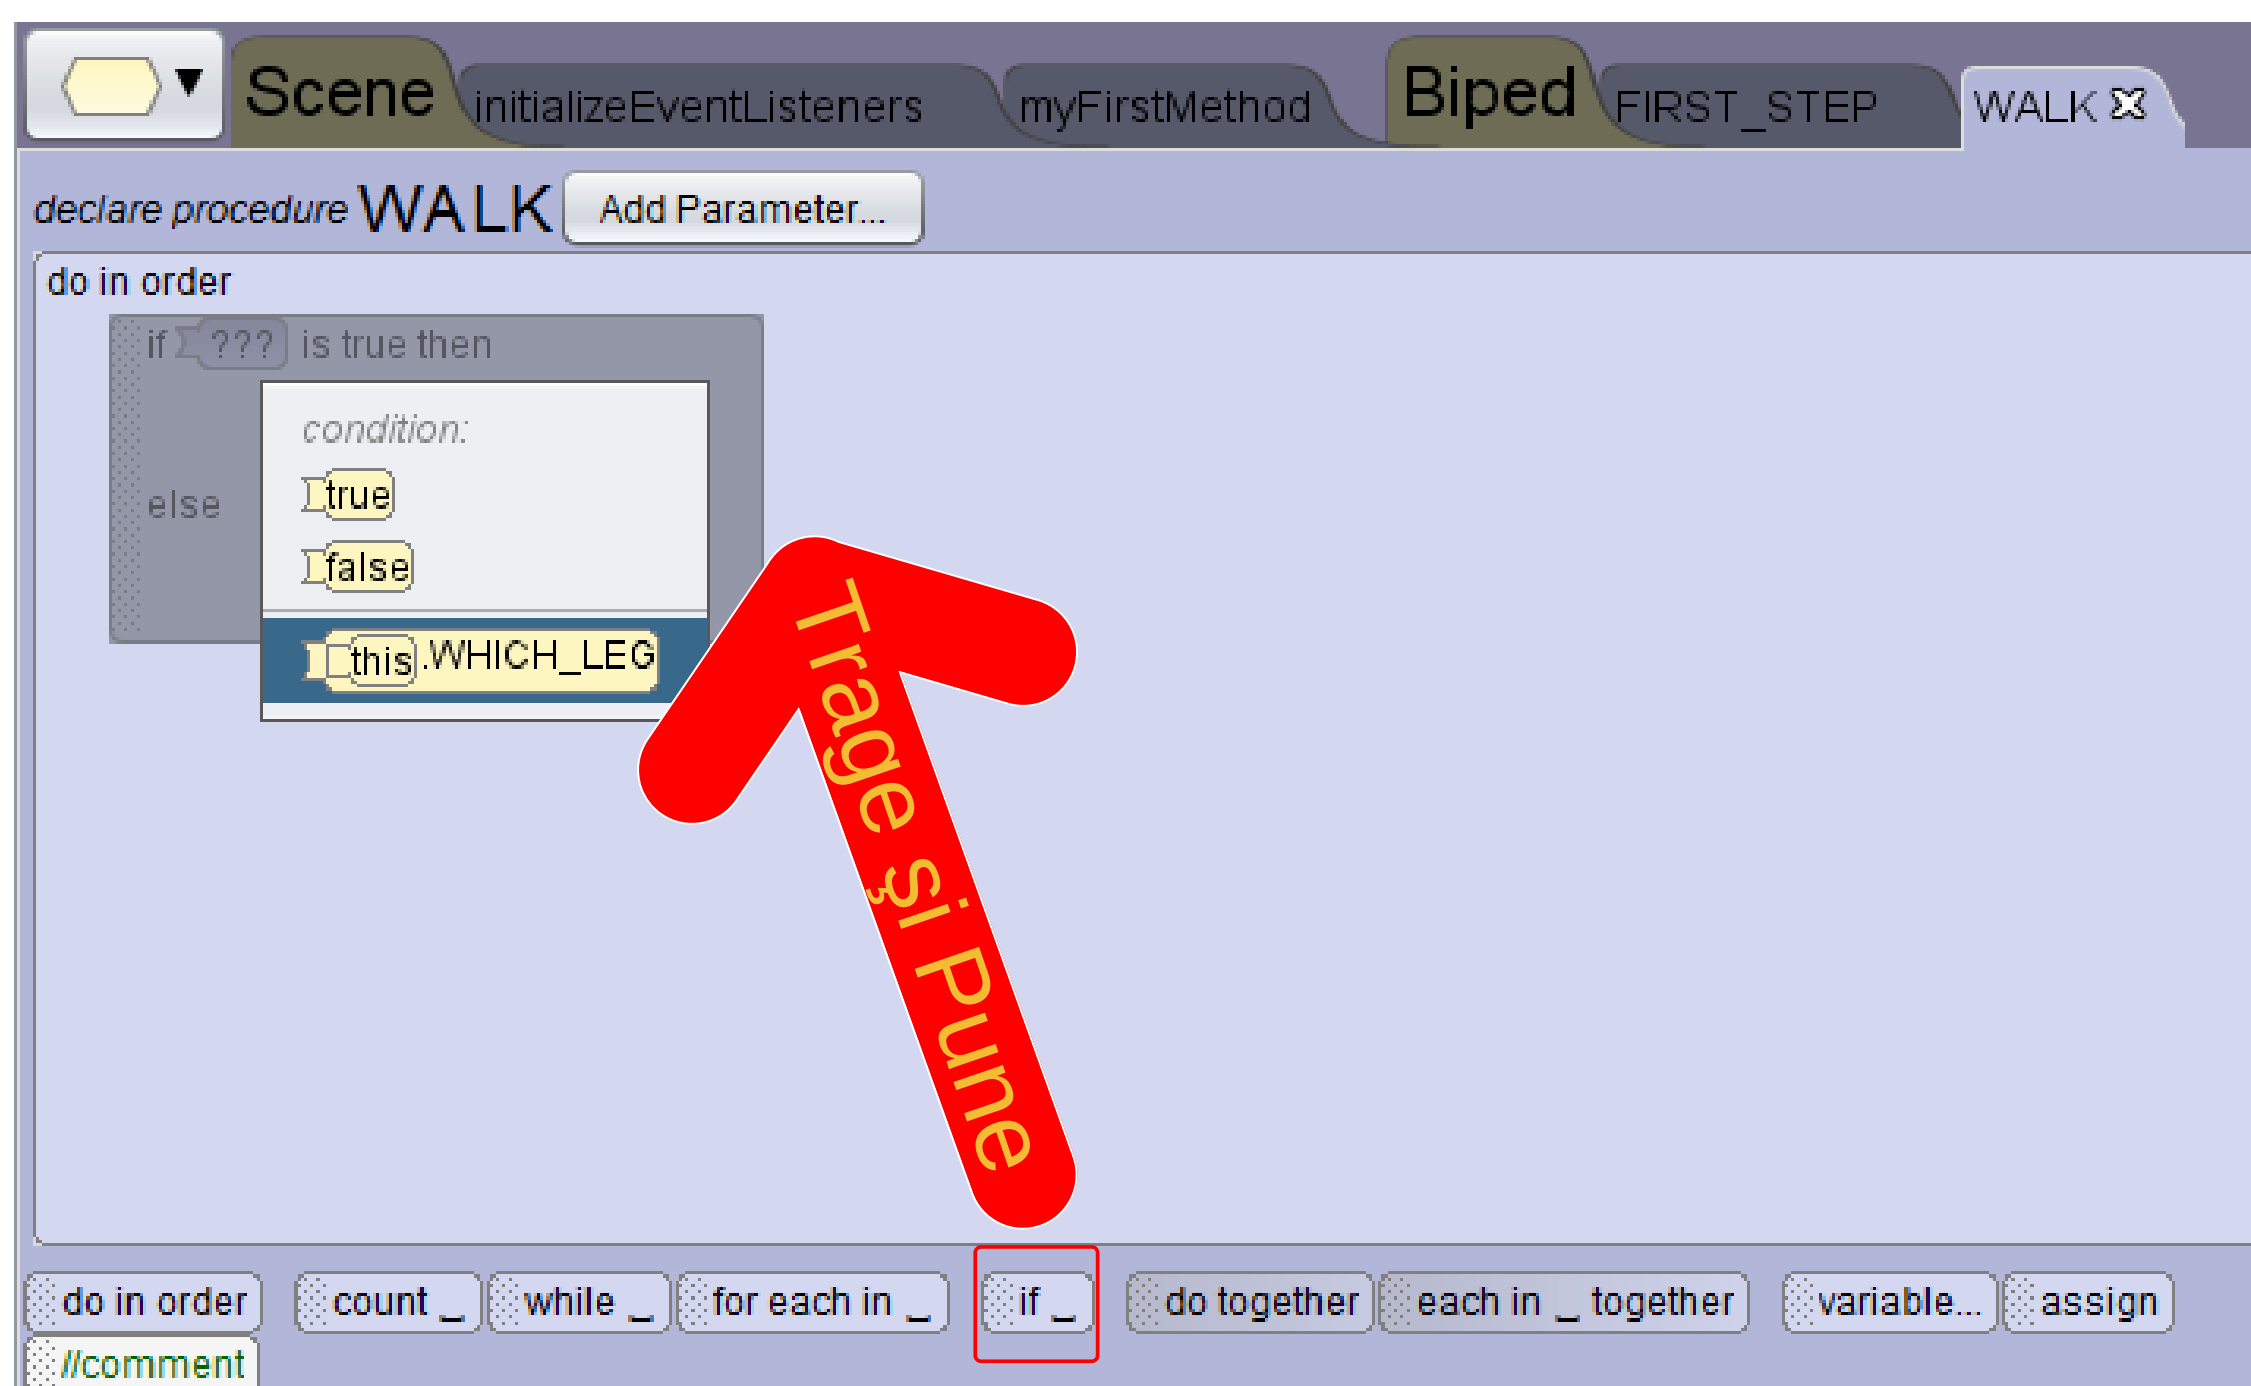 Scene initializeEventListeners myFirstMethod Biped FIRST_STEP WALK
declare procedure WALK Add Parameter...
do in order
if ??? is true then
condition:
true
else
false
this .WHICH_LEG
Trage şi Pune
do in order count _ while _ for each in _ if _ do together each in _ together variable... assign
//comment